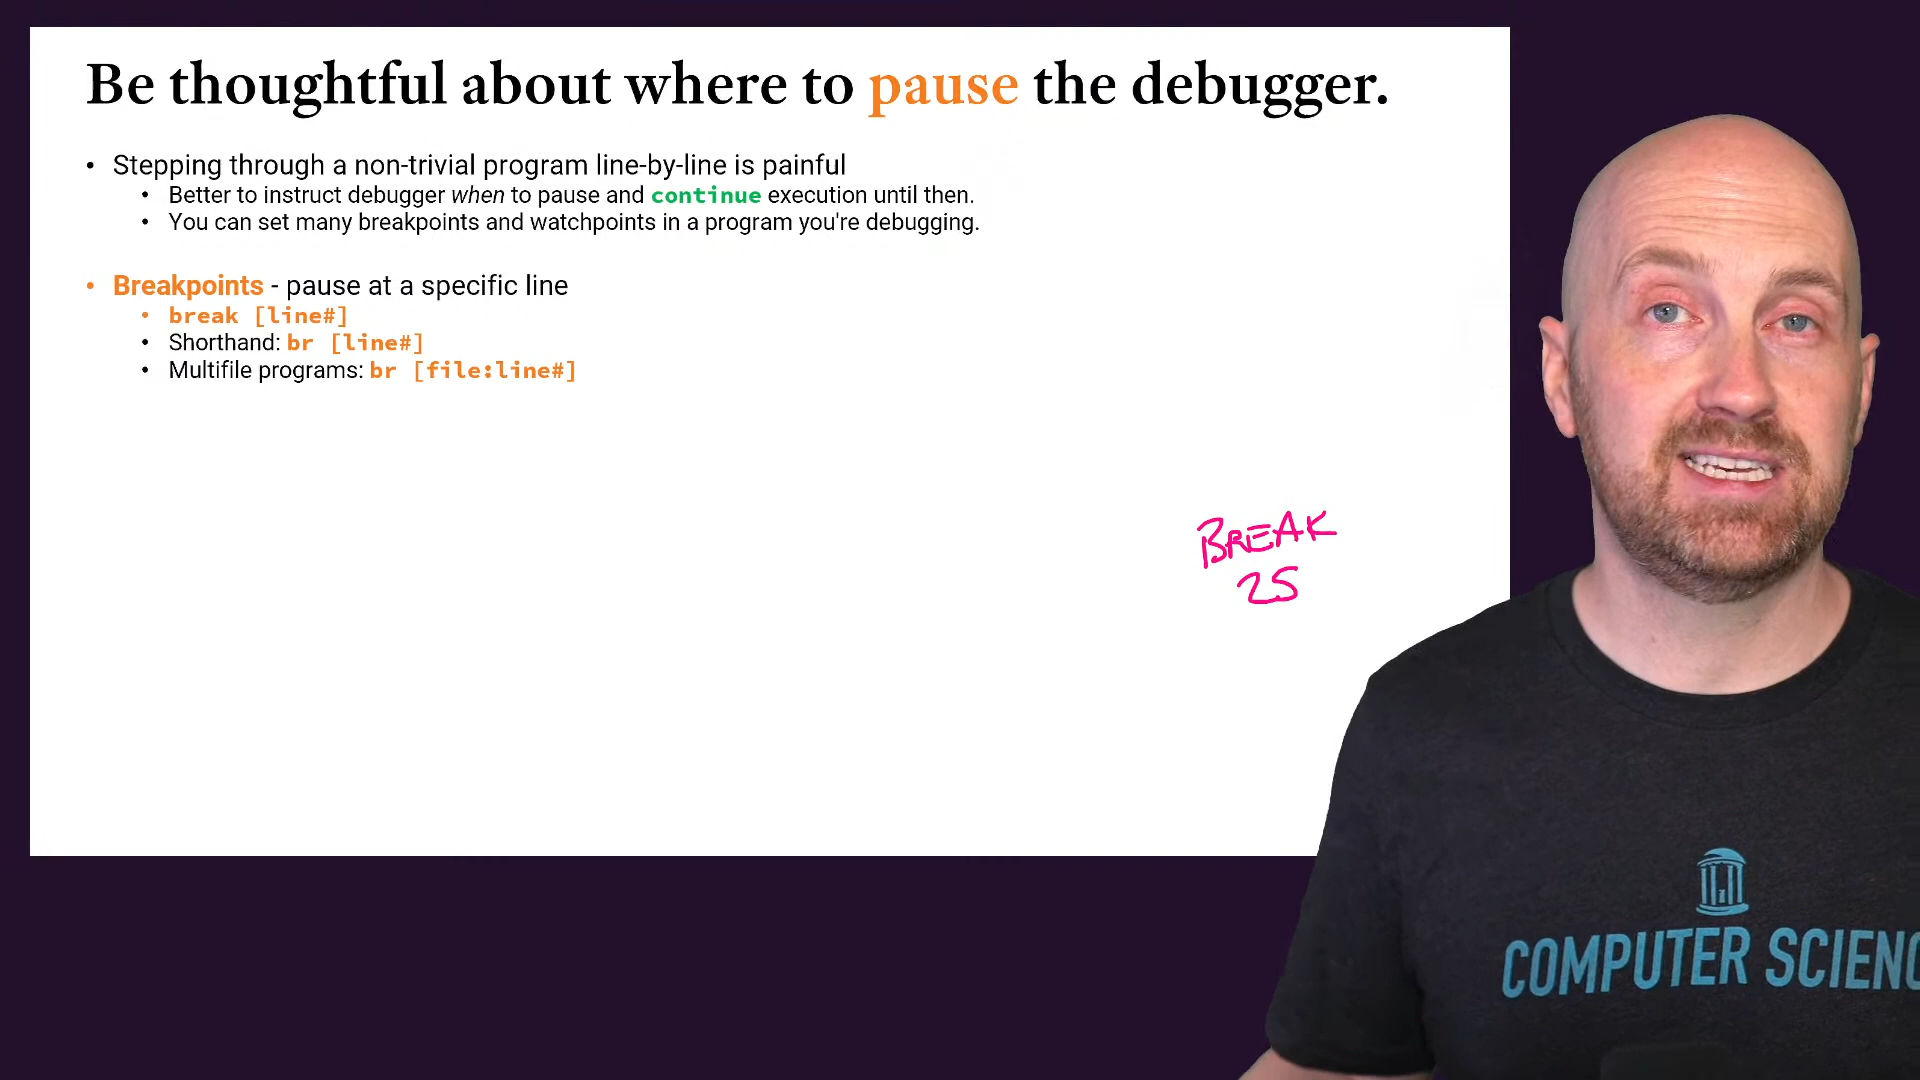 Be thoughtful about where to pause the debugger.
• Stepping through a non-trivial program line-by-line is painful
• Better to instruct debugger when to pause and continue execution until then.
• You can set many breakpoints and watchpoints in a program you're debugging.
• Breakpoints - pause at a specific line
• break [line#]
• Shorthand: br [line#]
• Multifile programs: br [file:line#]
BREAK
25
COMPUTER SCIENC